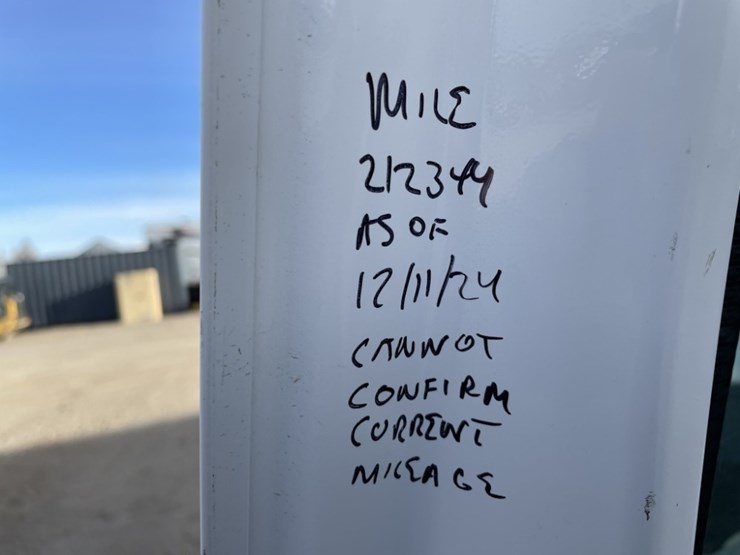 MILE
212344
AS OF
12/11/24
CANNOT
CONFIRM
CURRENT
MILEAGE